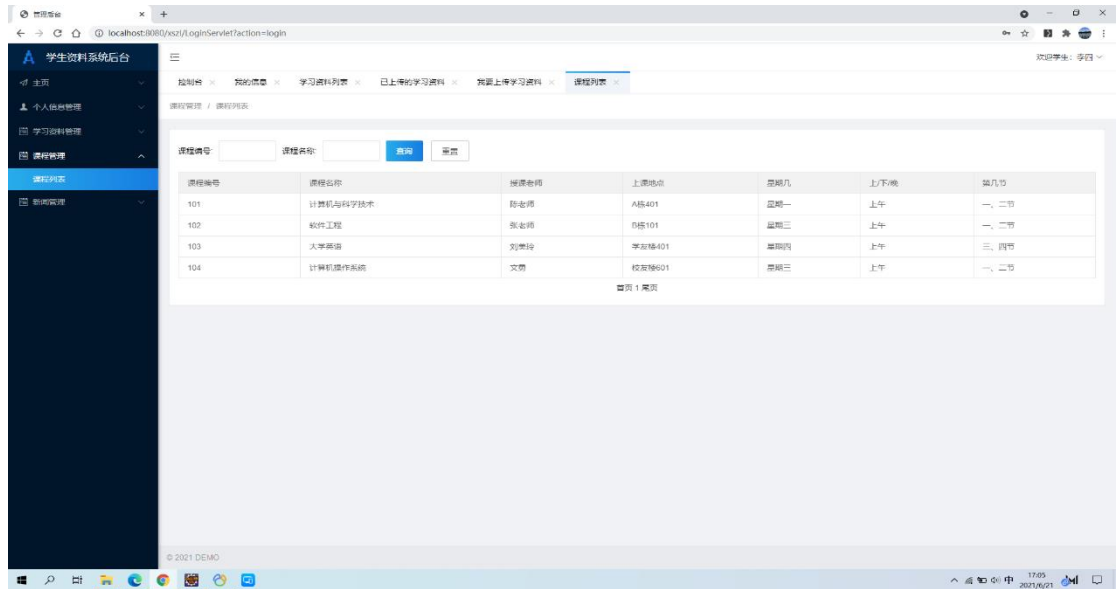 管理后台
localhost:8080/xszl/LoginServlet?action=login
学生资料系统后台
欢迎学生：李四
主页
控制台 我的信息 学习资料列表 已上传的学习资料 我要上传学习资料 课程列表
个人信息管理
课程管理 / 课程列表
学习资料管理
课程管理
课程编号: 课程名称: 查询 重置
课程列表
新闻管理
课程编号 课程名称 授课老师 上课地点 星期几 上/下/晚 第几节
101 计算机与科学技术 陈老师 A栋401 星期一 上午 一、二节
102 软件工程 张老师 B栋101 星期三 上午 一、二节
103 大学英语 刘美玲 学友楼401 星期四 上午 三、四节
104 计算机操作系统 文勇 校友楼601 星期三 上午 一、二节
首页 1 尾页
© 2021 DEMO
中 17:05
2021/6/21